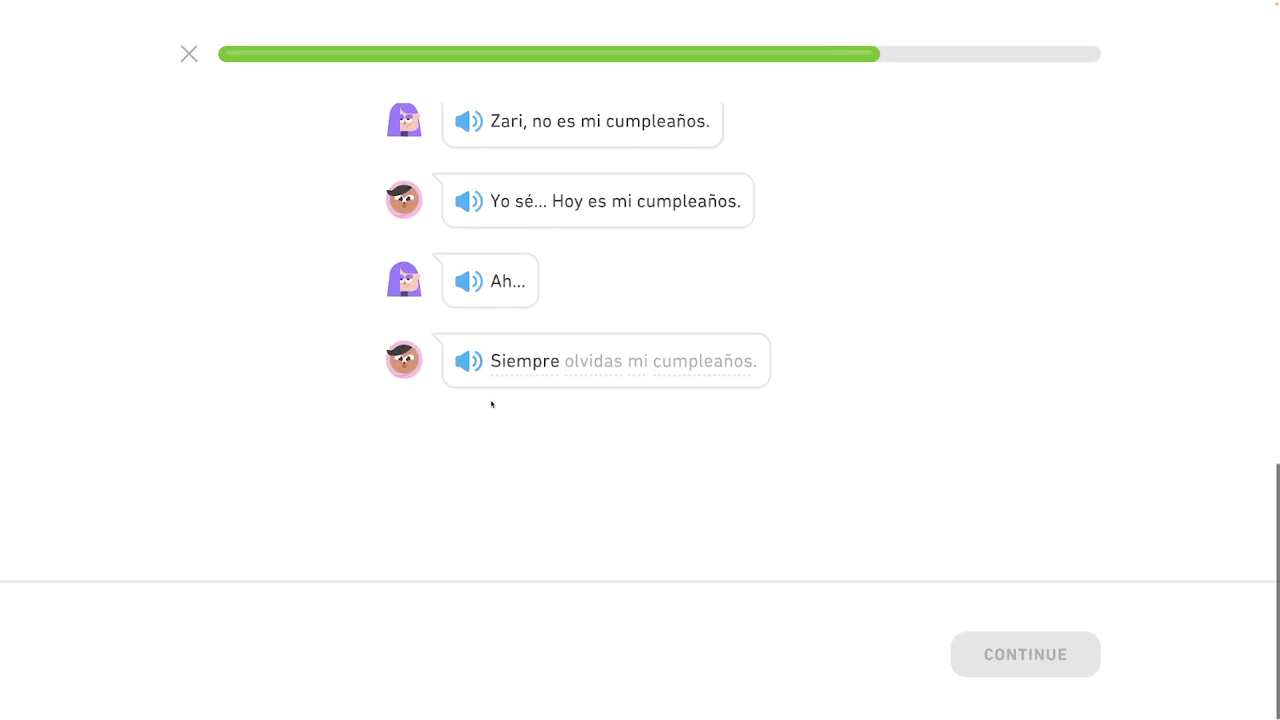 Zari, no es mi cumpleaños.
Yo sé... Hoy es mi cumpleaños.
Ah...
Siempre olvidas mi cumpleaños.
CONTINUE